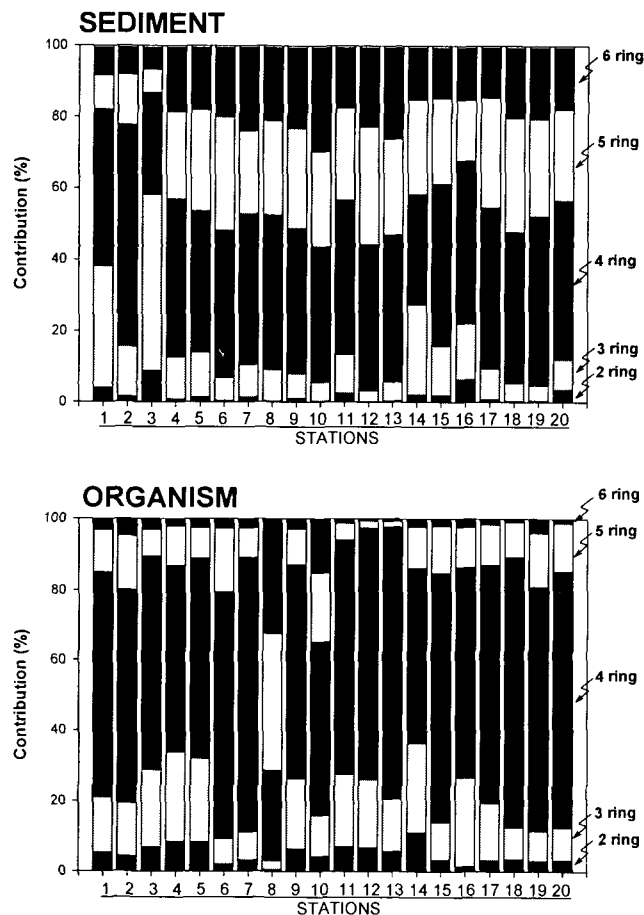 SEDIMENT
100
80
60
40
20
0
Contribution (%)
6 ring
5 ring
4 ring
3 ring
2 ring
1 2 3 4 5 6 7 8 9 10 11 12 13 14 15 16 17 18 19 20
STATIONS
ORGANISM
100
80
60
40
20
0
Contribution (%)
6 ring
5 ring
4 ring
3 ring
2 ring
1 2 3 4 5 6 7 8 9 10 11 12 13 14 15 16 17 18 19 20
STATIONS